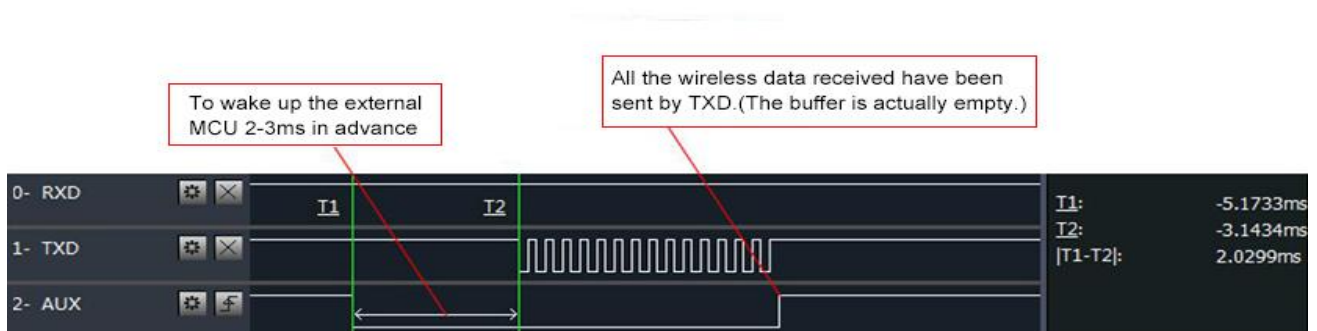 All the wireless data received have been
sent by TXD.(The buffer is actually empty.)
To wake up the external
MCU 2-3ms in advance
0- RXD
T1 T2
T1: -5.1733ms
T2: -3.1434ms
1- TXD
|T1-T2|: 2.0299ms
2- AUX